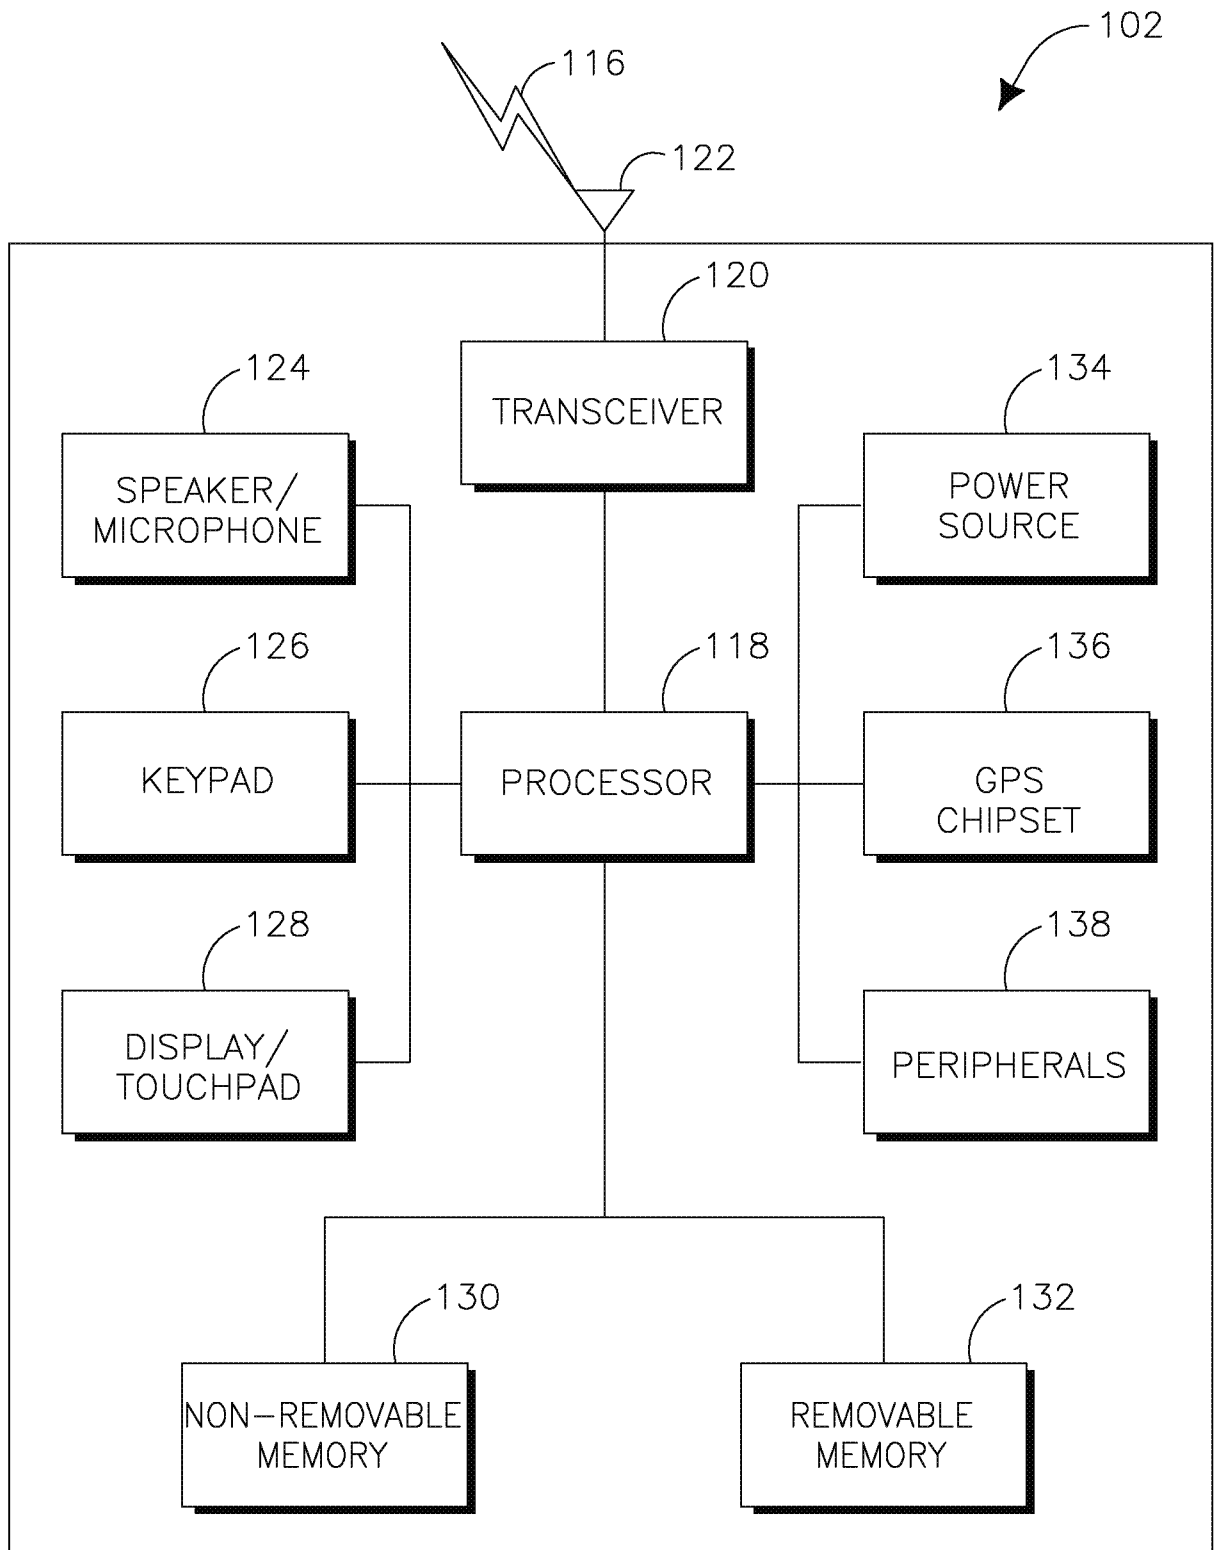 102
116
122
120
TRANSCEIVER
124
SPEAKER/
MICROPHONE
134
POWER
SOURCE
126
KEYPAD
118
PROCESSOR
136
GPS
CHIPSET
128
DISPLAY/
TOUCHPAD
138
PERIPHERALS
130
NON-REMOVABLE
MEMORY
132
REMOVABLE
MEMORY